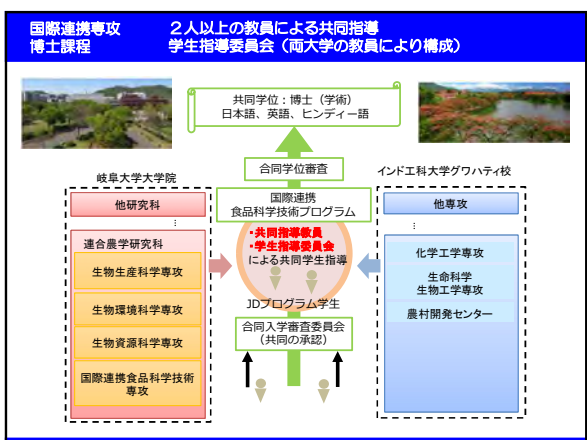 国際連携専攻 2人以上の教員による共同指導
博士課程 学生指導委員会（両大学の教員により構成）
共同学位：博士（学術）
日本語、英語、ヒンディー語
合同学位審査
岐阜大学大学院
インド工科大学グワハティ校
他研究科
…
連合農学研究科
生物生産科学専攻
生物環境科学専攻
生物資源科学専攻
国際連携食品科学技術
専攻
国際連携
食品科学技術プログラム
・共同指導教員
・学生指導委員会
による共同学生指導
JDプログラム学生
合同入学審査委員会
（共同の承認）
他専攻
…
化学工学専攻
生命科学
生物工学専攻
農村開発センター